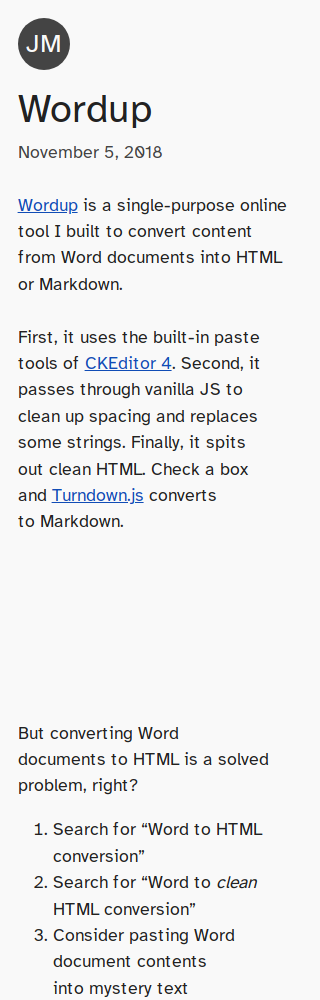 JM
Wordup
November 5, 2018
Wordup is a single-purpose online
tool I built to convert content
from Word documents into HTML
or Markdown.
First, it uses the built-in paste
tools of CKEditor 4. Second, it
passes through vanilla JS to
clean up spacing and replaces
some strings. Finally, it spits
out clean HTML. Check a box
and Turndown.js converts
to Markdown.
But converting Word
documents to HTML is a solved
problem, right?
1. Search for “Word to HTML
conversion”
2. Search for “Word to clean
HTML conversion”
3. Consider pasting Word
document contents
into mystery text